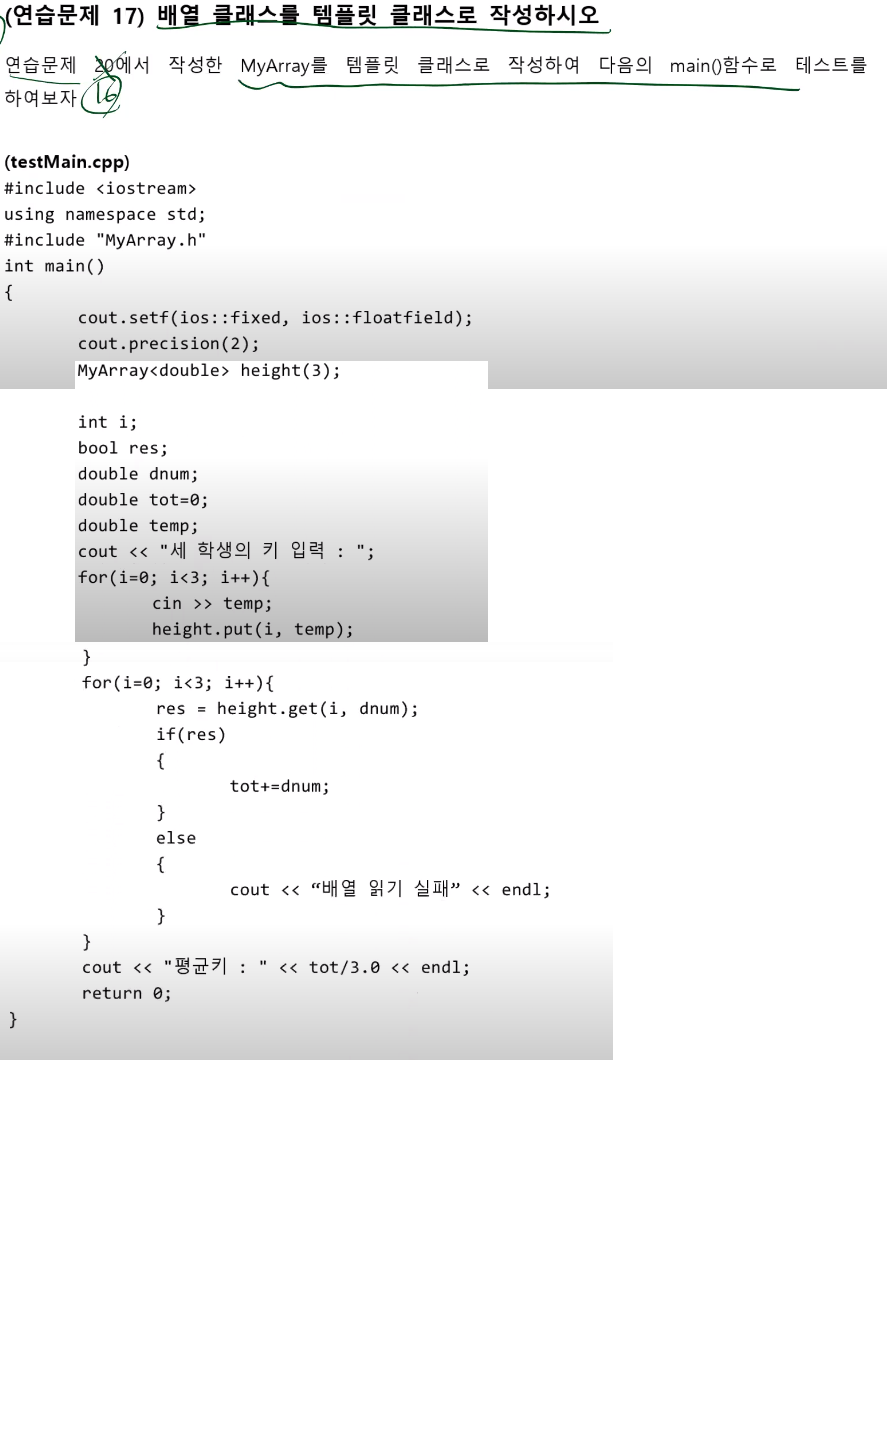 (연습문제 17) 배열 클래스를 템플릿 클래스로 작성하시오
연습문제 20에서 작성한 MyArray를 템플릿 클래스로 작성하여 다음의 main()함수로 테스트를
하여보자 16
(testMain.cpp)
#include <iostream>
using namespace std;
#include "MyArray.h"
int main()
{
cout.setf(ios::fixed, ios::floatfield);
cout.precision(2);
MyArray<double> height(3);
int i;
bool res;
double dnum;
double tot=0;
double temp;
cout << "세 학생의 키 입력 : ";
for(i=0; i<3; i++){
cin >> temp;
height.put(i, temp);
}
for(i=0; i<3; i++){
res = height.get(i, dnum);
if(res)
{
tot+=dnum;
}
else
{
cout << “배열 읽기 실패” << endl;
}
}
cout << "평균키 : " << tot/3.0 << endl;
return 0;
}